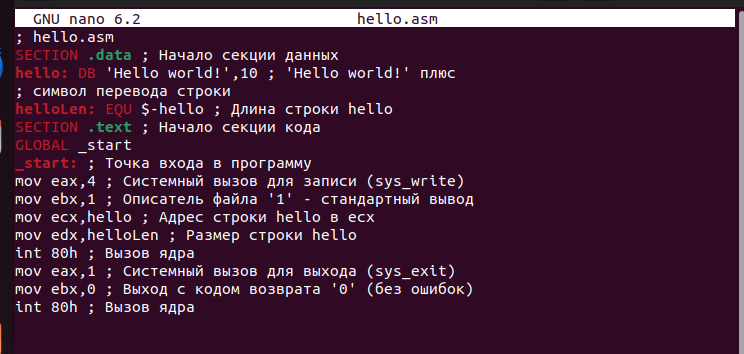 GNU nano 6.2 hello.asm
; hello.asm
SECTION .data ; Начало секции данных
hello: DB 'Hello world!',10 ; 'Hello world!' плюс
; символ перевода строки
helloLen: EQU $-hello ; Длина строки hello
SECTION .text ; Начало секции кода
GLOBAL _start
_start: ; Точка входа в программу
mov eax,4 ; Системный вызов для записи (sys_write)
mov ebx,1 ; Описатель файла '1' - стандартный вывод
mov ecx,hello ; Адрес строки hello в ecx
mov edx,helloLen ; Размер строки hello
int 80h ; Вызов ядра
mov eax,1 ; Системный вызов для выхода (sys_exit)
mov ebx,0 ; Выход с кодом возврата '0' (без ошибок)
int 80h ; Вызов ядра